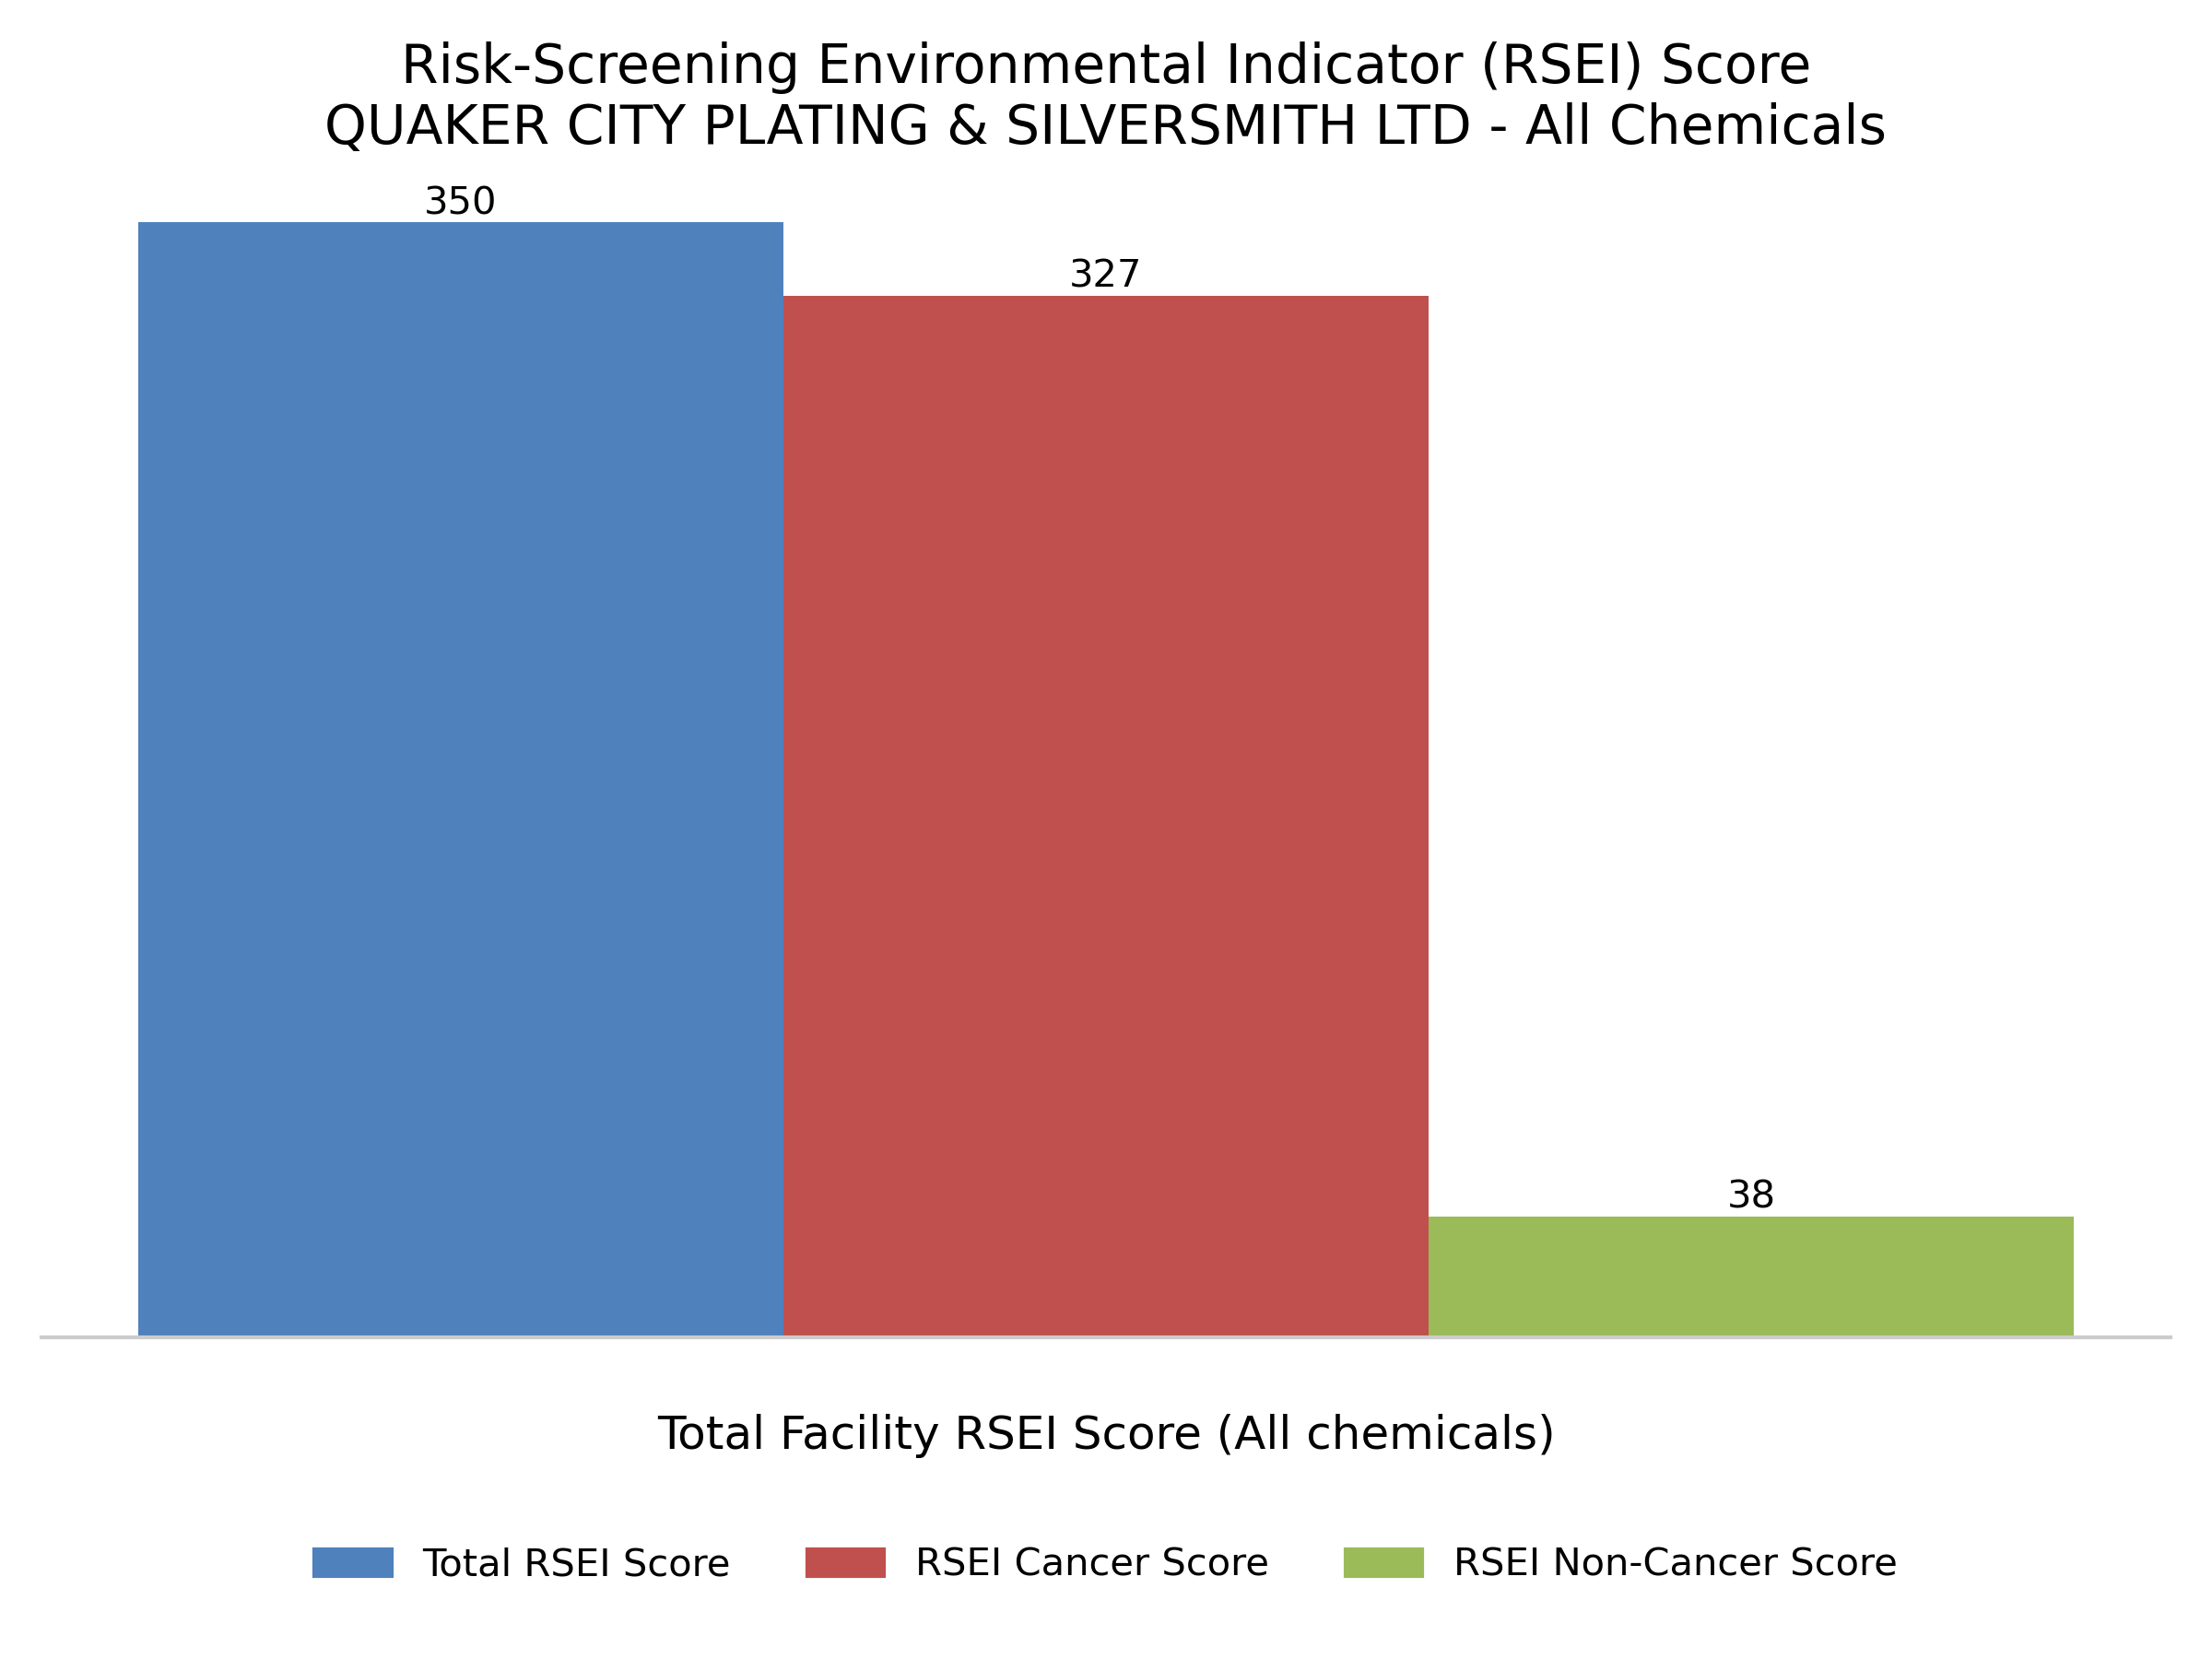 Risk-Screening Environmental Indicator (RSEI) Score
QUAKER CITY PLATING & SILVERSMITH LTD - All Chemicals
350
327
38
Total Facility RSEI Score (All chemicals)
Total RSEI Score
RSEI Cancer Score
RSEI Non-Cancer Score